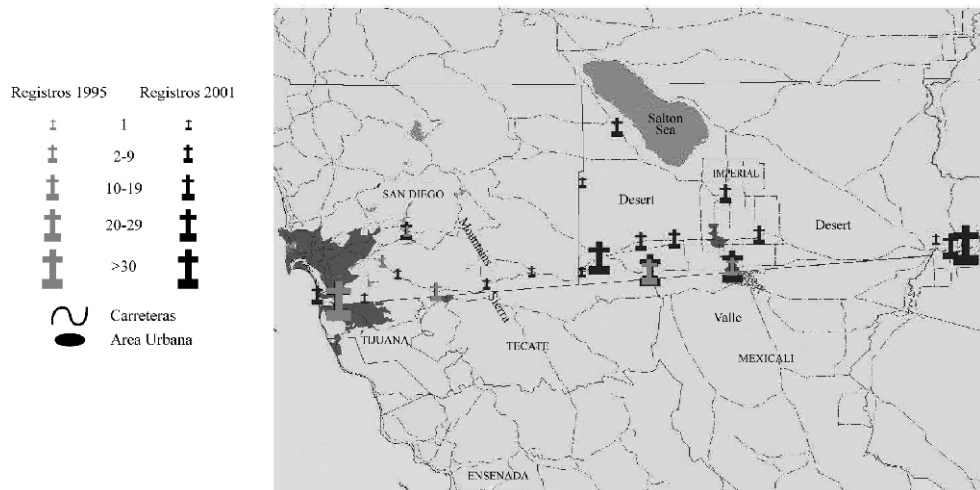 Registros 1995 Registros 2001
1
2-9
10-19
20-29
>30
Carreteras
Area Urbana
Salton
Sea
IMPERIAL
SAN DIEGO
Desert
Desert
Mountains
Sierra
Valle
TIJUANA
TECATE
MEXICALI
ENSENADA